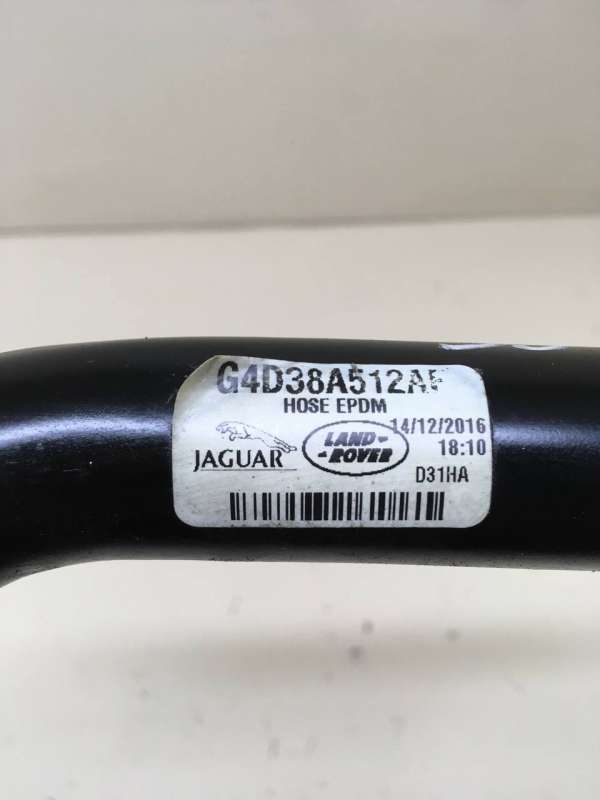 G4D38A512AF
HOSE EPDM
14/12/2016
18:10
JAGUAR
LAND-
-ROVER
D31HA